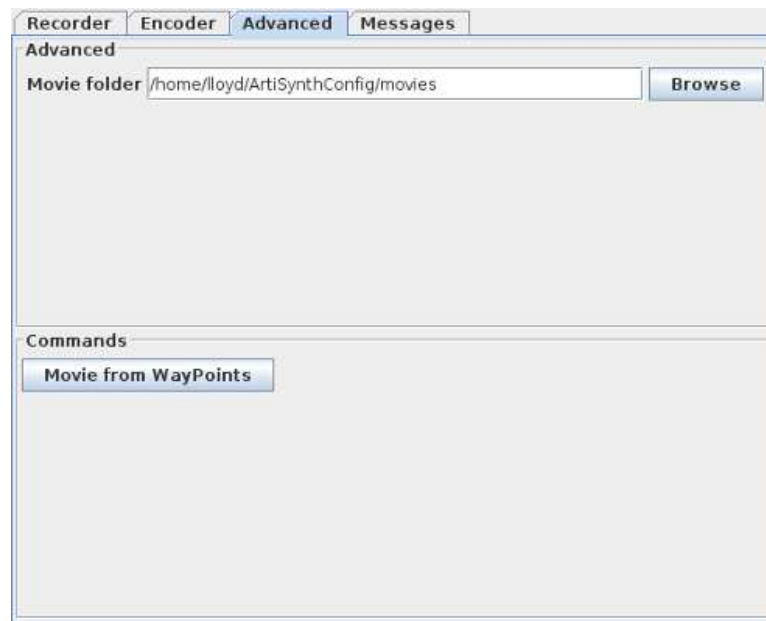 Recorder Encoder Advanced Messages
Advanced
Movie folder /home/lloyd/ArtiSynthConfig/movies Browse
Commands
Movie from WayPoints